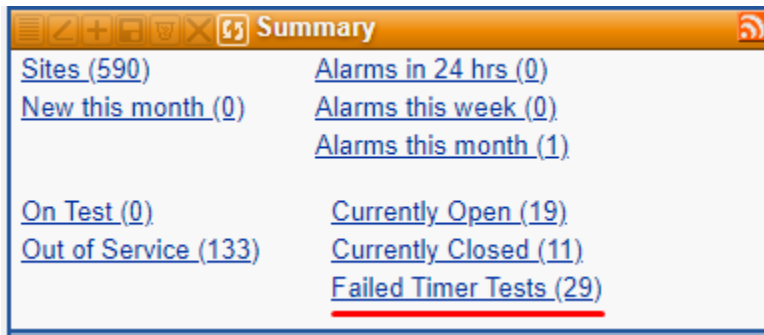 Summary
Sites (590) Alarms in 24 hrs (0)
New this month (0) Alarms this week (0)
Alarms this month (1)
On Test (0) Currently Open (19)
Out of Service (133) Currently Closed (11)
Failed Timer Tests (29)